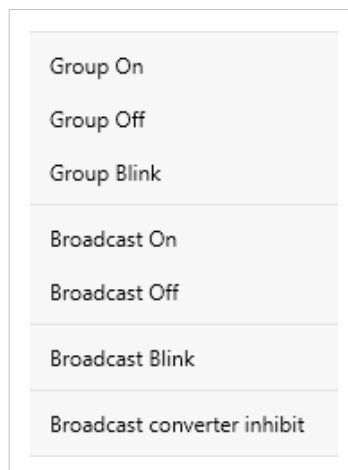 Group On
Group Off
Group Blink
Broadcast On
Broadcast Off
Broadcast Blink
Broadcast converter inhibit